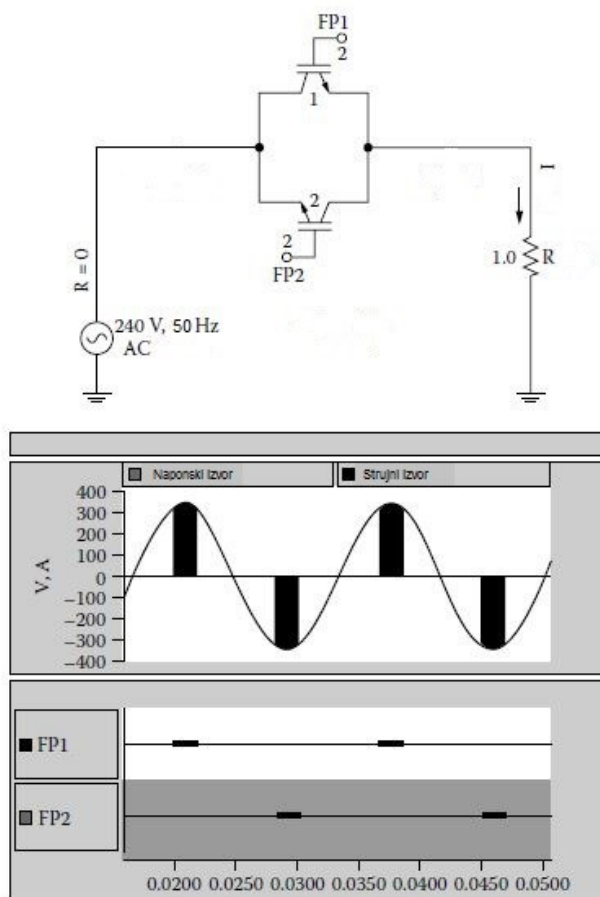 FP1
2
1
2
2
FP2
I
1.0 R
R = 0
240 V, 50 Hz
AC
Naponski izvor
Strujni izvor
400
300
200
100
0
-100
-200
-300
-400
V, A
FP1
FP2
0.0200 0.0250 0.0300 0.0350 0.0400 0.0450 0.0500